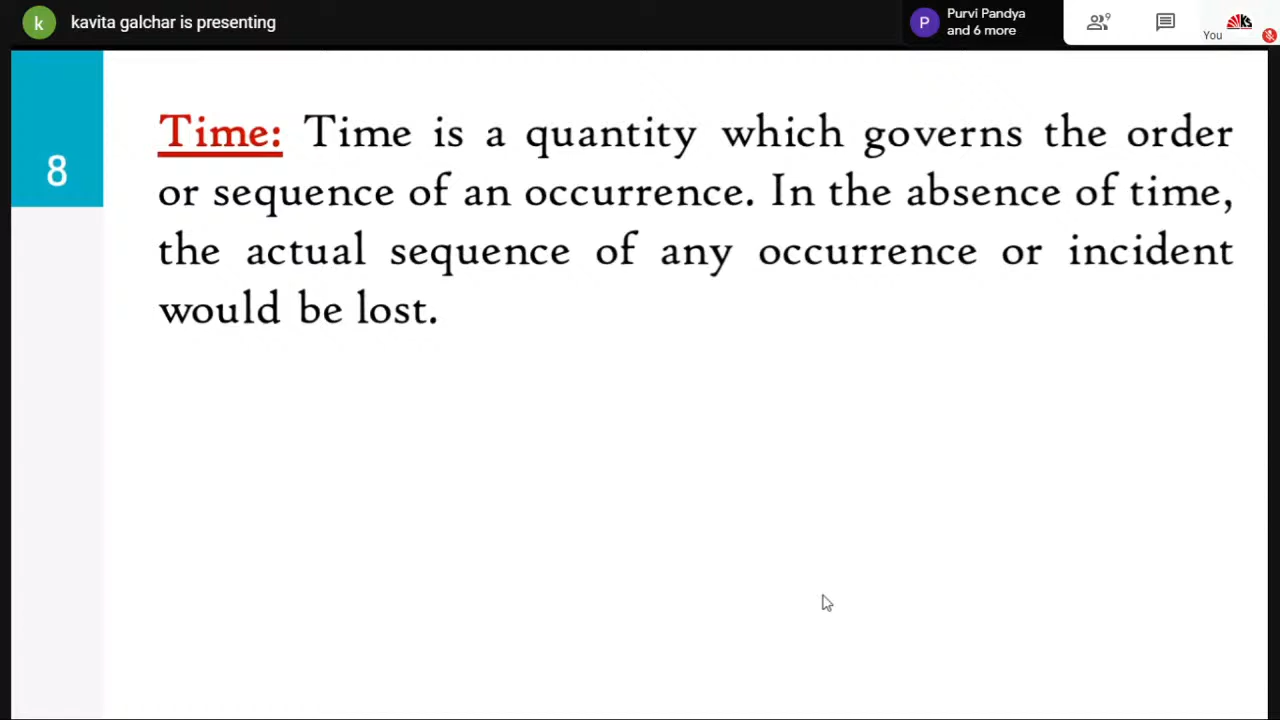 k kavita galchar is presenting
P Purvi Pandya
and 6 more
9
ks
You
8
Time: Time is a quantity which governs the order
or sequence of an occurrence. In the absence of time,
the actual sequence of any occurrence or incident
would be lost.